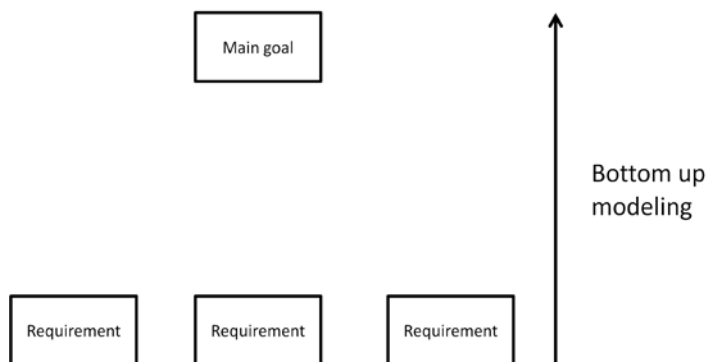 Main goal
Bottom up
modeling
Requirement
Requirement
Requirement